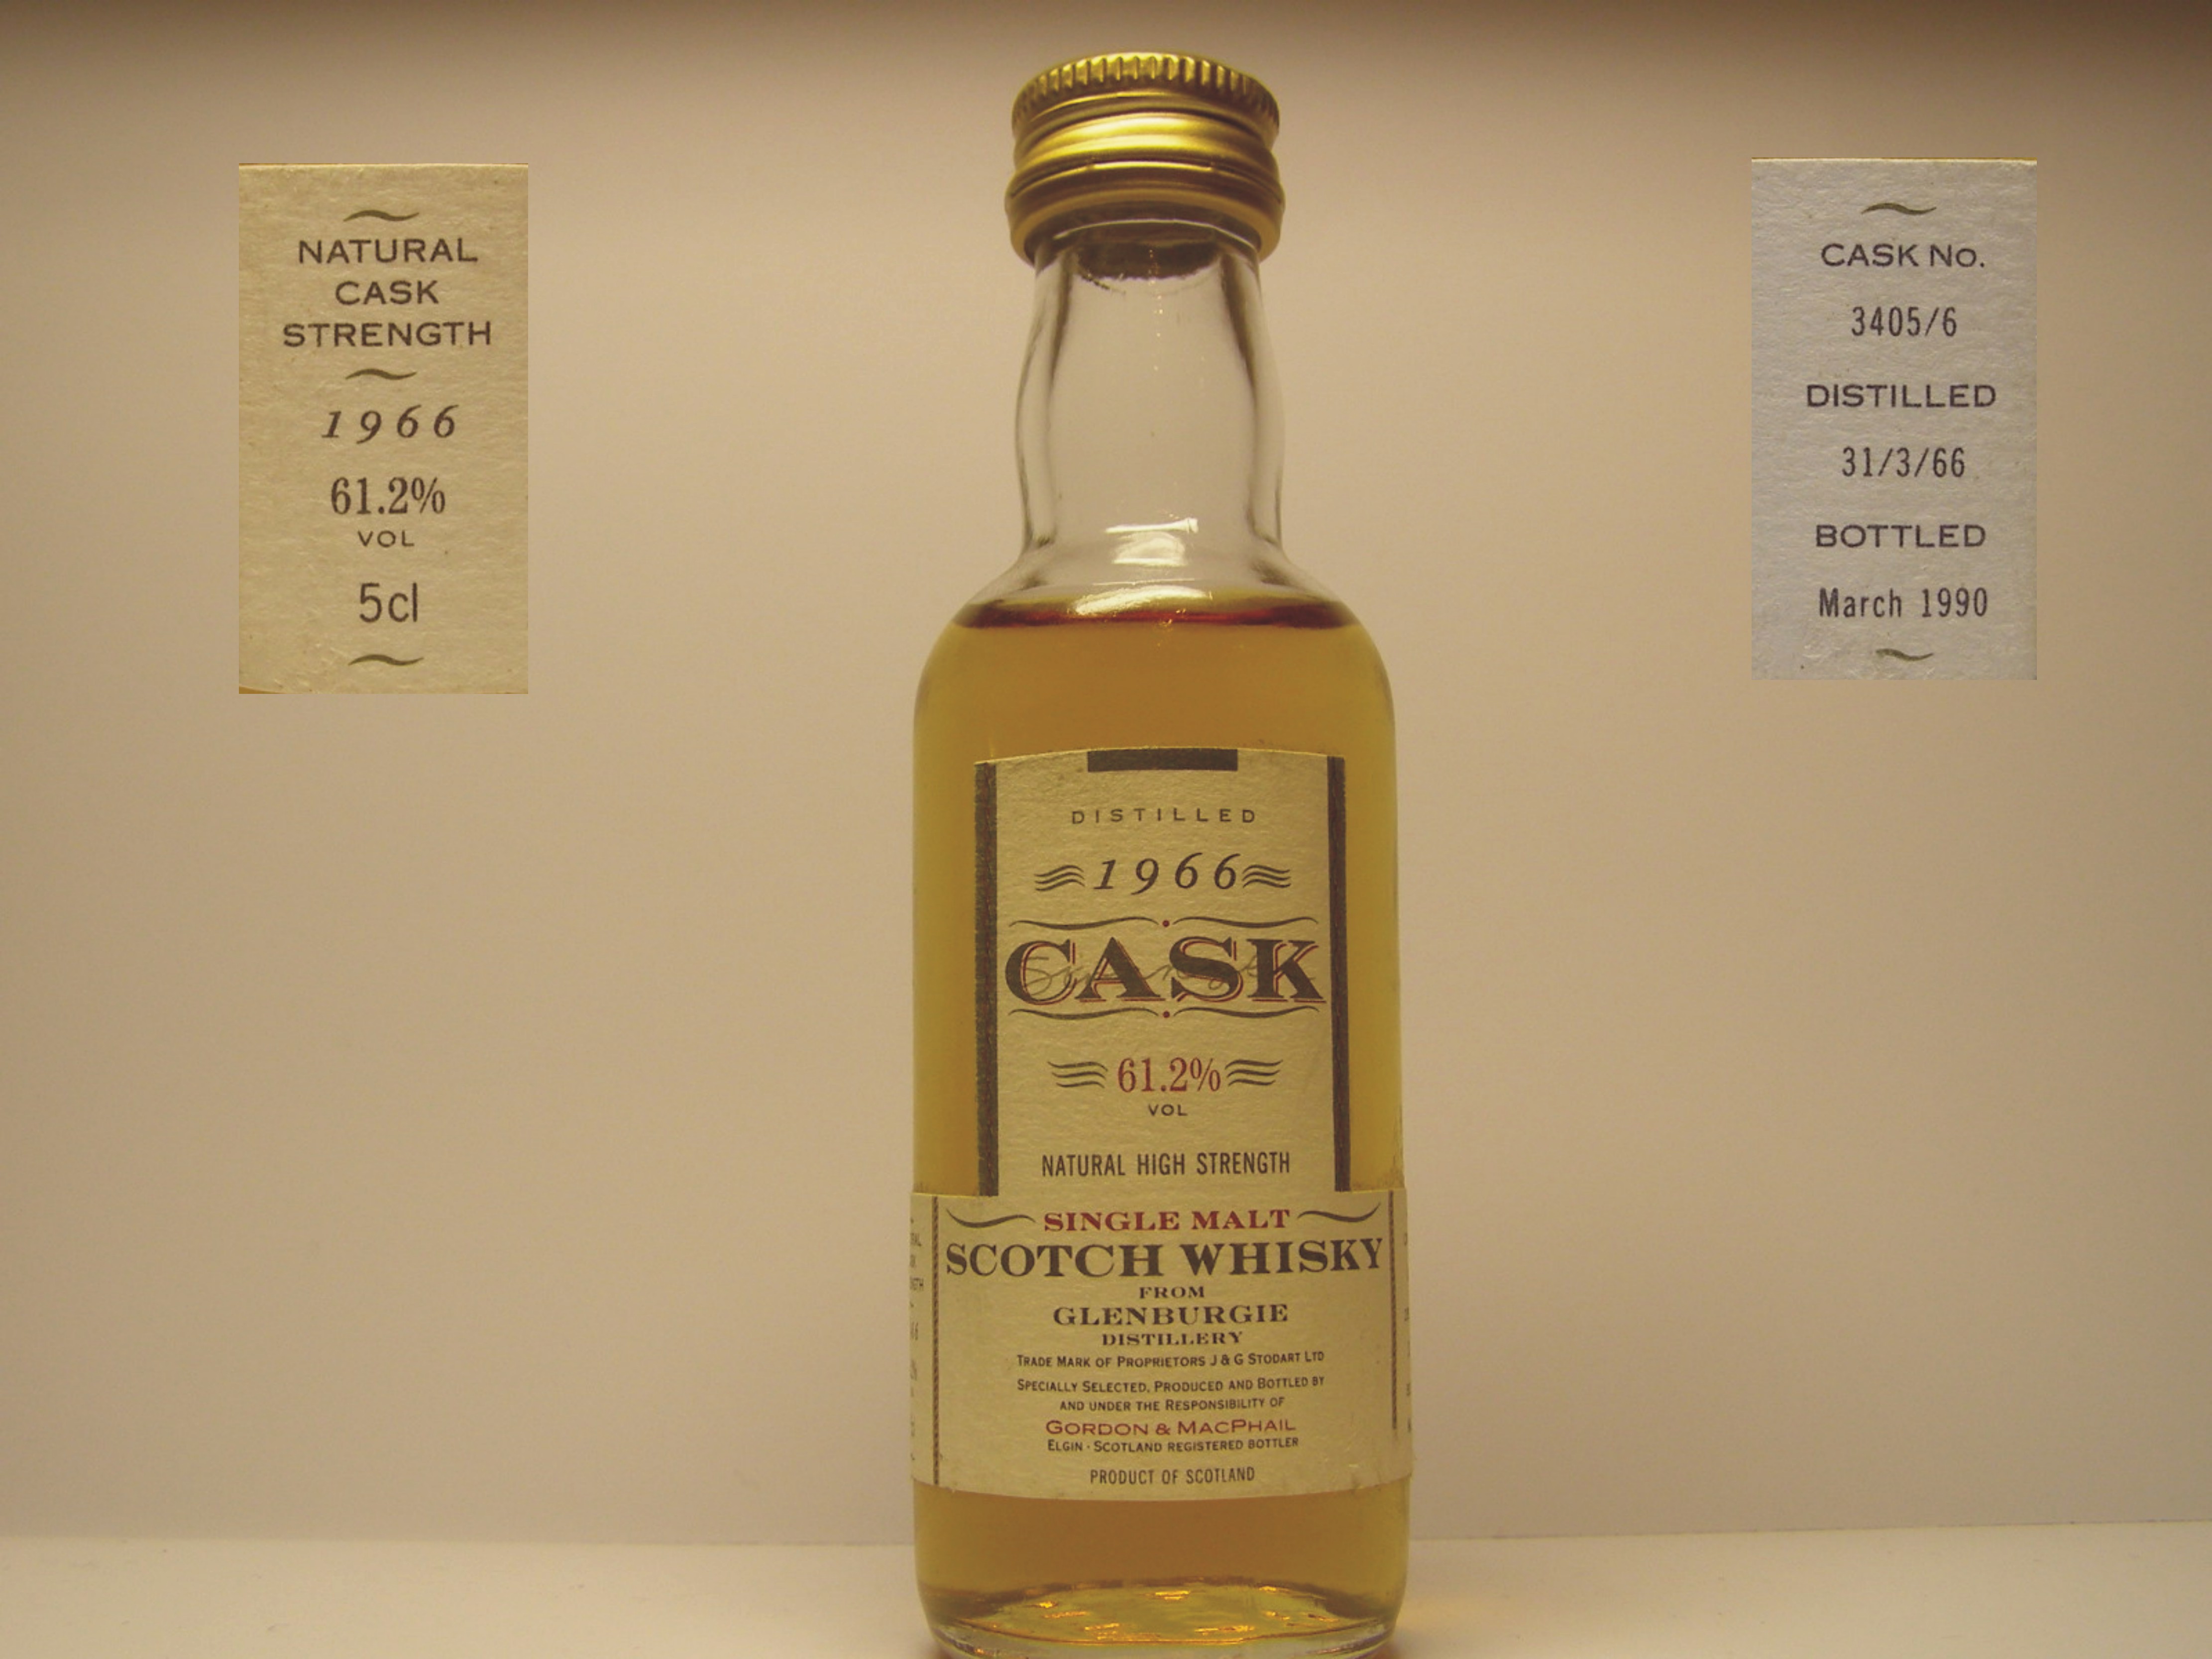 NATURAL
CASK
STRENGTH
1966
61.2%
VOL
5cl
CASK No.
3405/6
DISTILLED
31/3/66
BOTTLED
March 1990
DISTILLED
1966
CASK
61.2%
VOL
NATURAL HIGH STRENGTH
SINGLE MALT
SCOTCH WHISKY
FROM
GLENBURGIE
DISTILLERY
TRADE MARK OF PROPRIETORS J & G STODART LTD
SPECIALLY SELECTED, PRODUCED AND BOTTLED BY
AND UNDER THE RESPONSIBILITY OF
GORDON & MACPHAIL
ELGIN · SCOTLAND REGISTERED BOTTLER
PRODUCT OF SCOTLAND